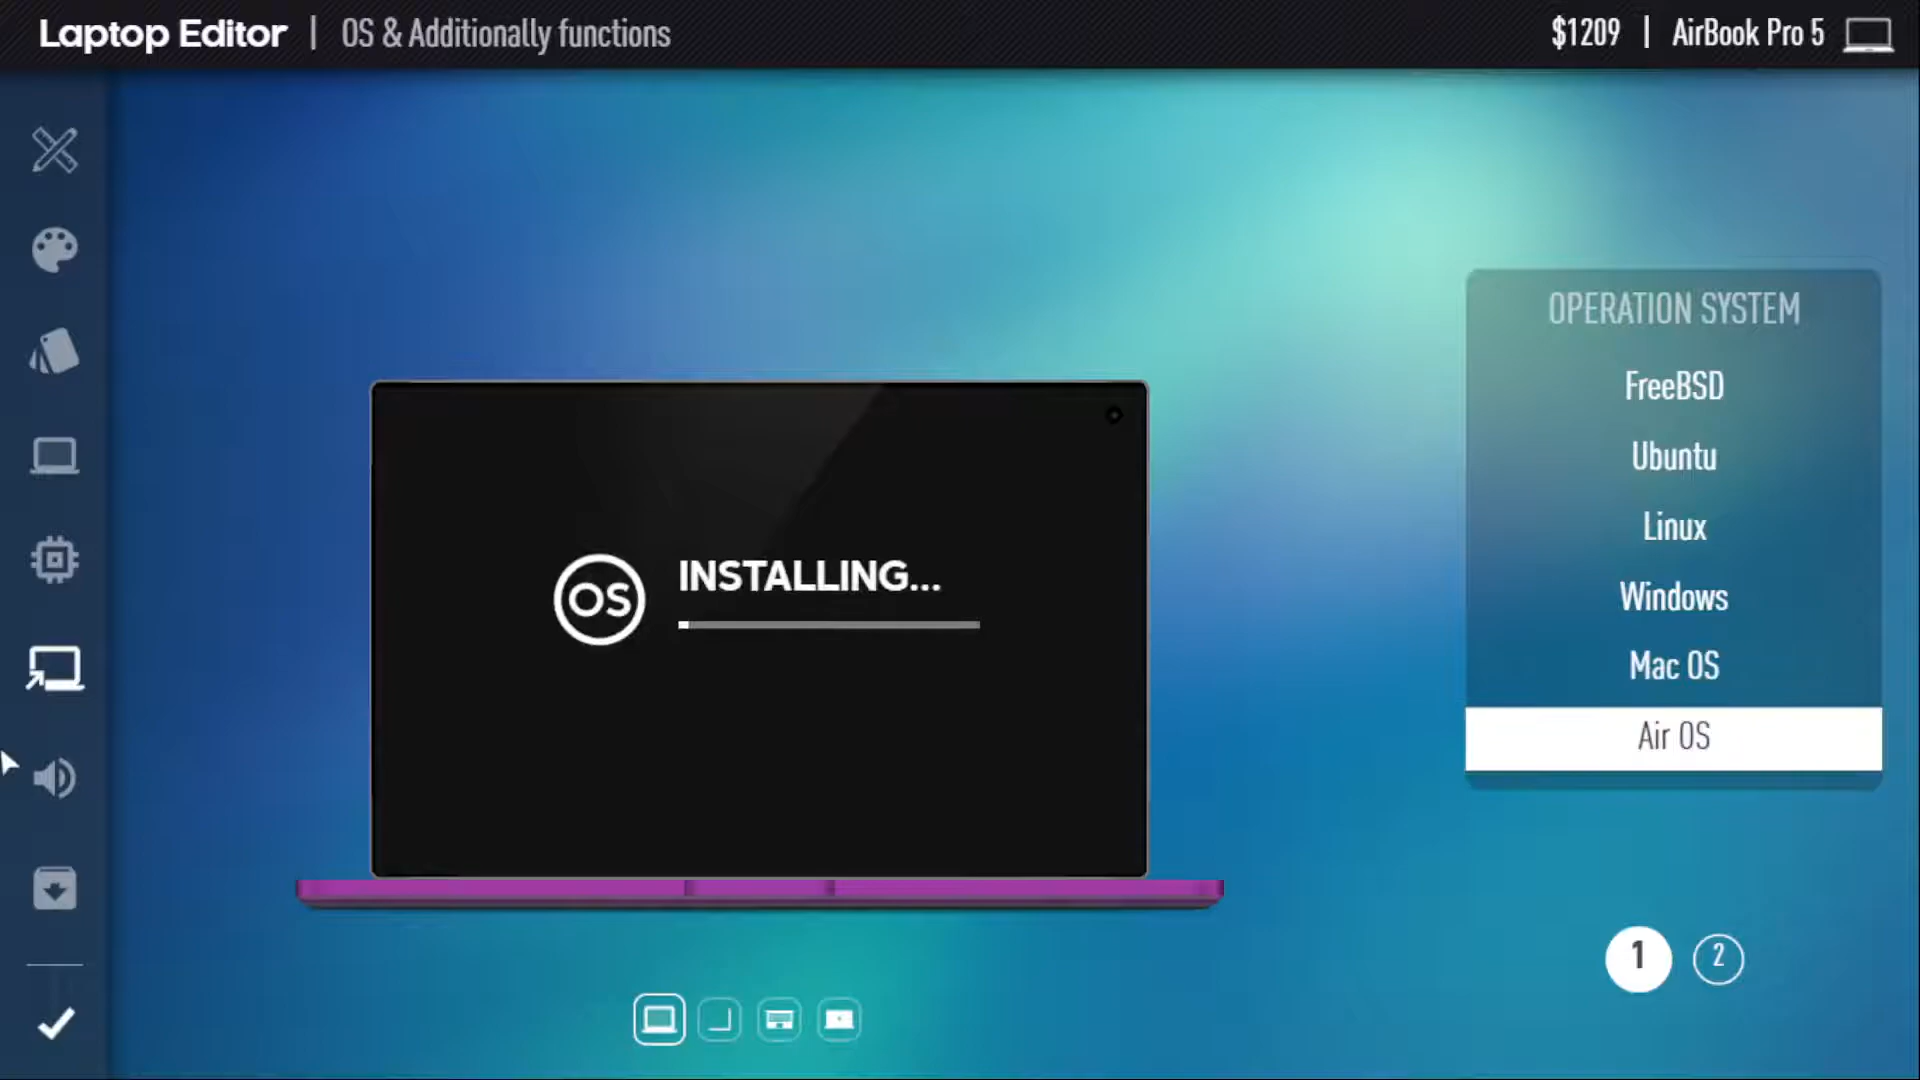 Laptop Editor | OS & Additionally functions
$1209 | AirBook Pro 5
OPERATION SYSTEM
FreeBSD
Ubuntu
Linux
Windows
Mac OS
Air OS
OS
INSTALLING...
1
2